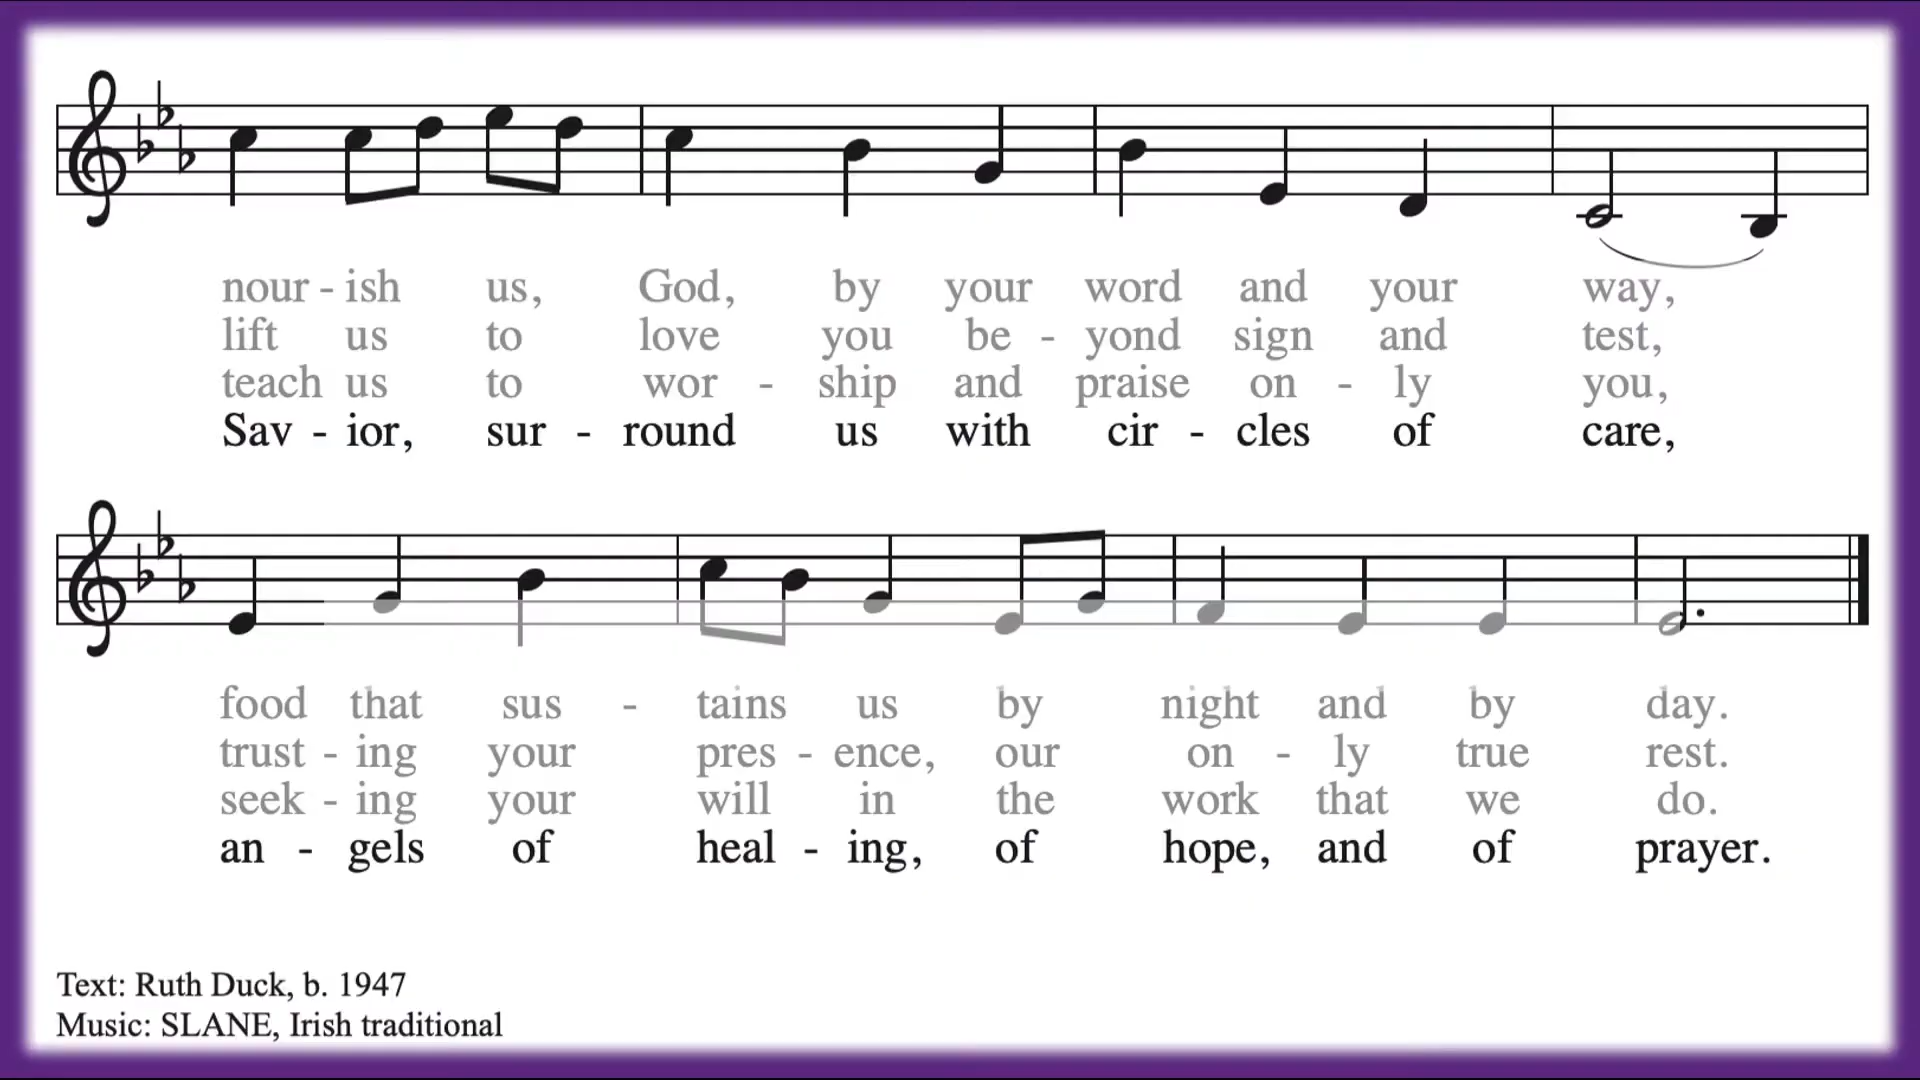 nour - ish us, God, by your word and your way,
lift us to love you be - yond sign and test,
teach us to wor - ship and praise on - ly you,
Sav - ior, sur - round us with cir - cles of care,
food that sus - tains us by night and by day.
trust - ing your pres - ence, our on - ly true rest.
seek - ing your will in the work that we do.
an - gels of heal - ing, of hope, and of prayer.
Text: Ruth Duck, b. 1947
Music: SLANE, Irish traditional